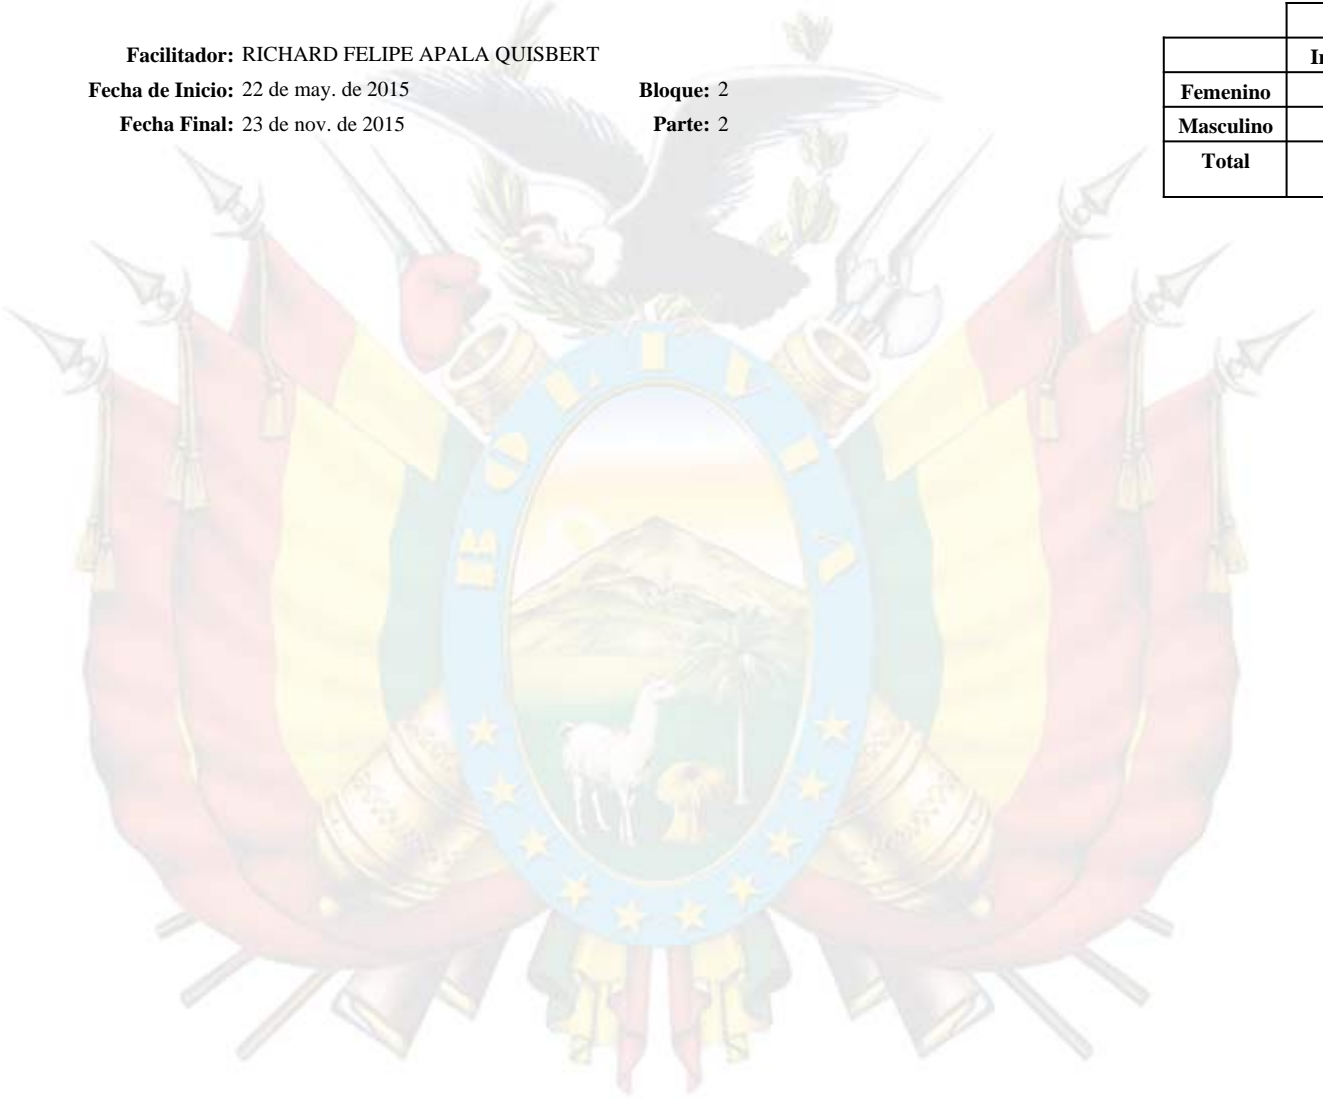 Facilitador: RICHARD FELIPE APALA QUISBERT
Fecha de Inicio: 22 de may. de 2015 Bloque: 2
Fecha Final: 23 de nov. de 2015 Parte: 2
Femenino
Masculino
Total
BOLIVIA